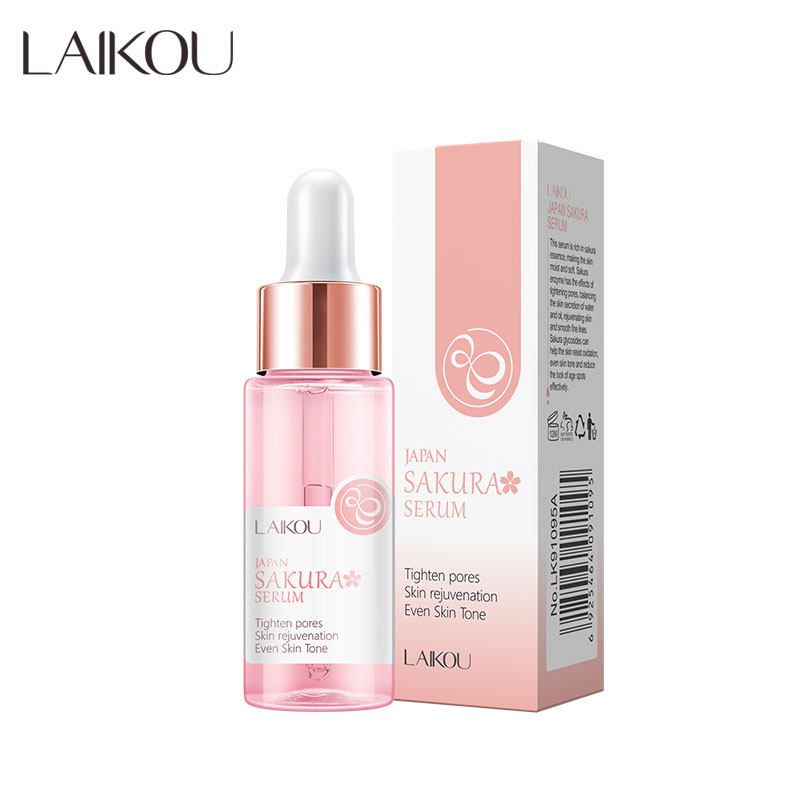 LAIKOU
LAIKOU
JAPAN
SAKURA
SERUM
Tighten pores
Skin rejuvenation
Even Skin Tone
JAPAN
SAKURA
SERUM
Tighten pores
Skin rejuvenation
Even Skin Tone
LAIKOU
LAIKOU
JAPAN SAKURA
SERUM
This serum is rich in sakura
essence, making the skin
moist and soft. Sakura
enzyme has the effects of
tightening pores, balancing
the skin secretion of water
and oil, rejuvenating skin
and smooth fine lines.
Sakura glycosides can
help the skin resist oxidation,
even skin tone and reduce
the look of age spots
effectively.
12M
No.LK91095A
6 925464 091095